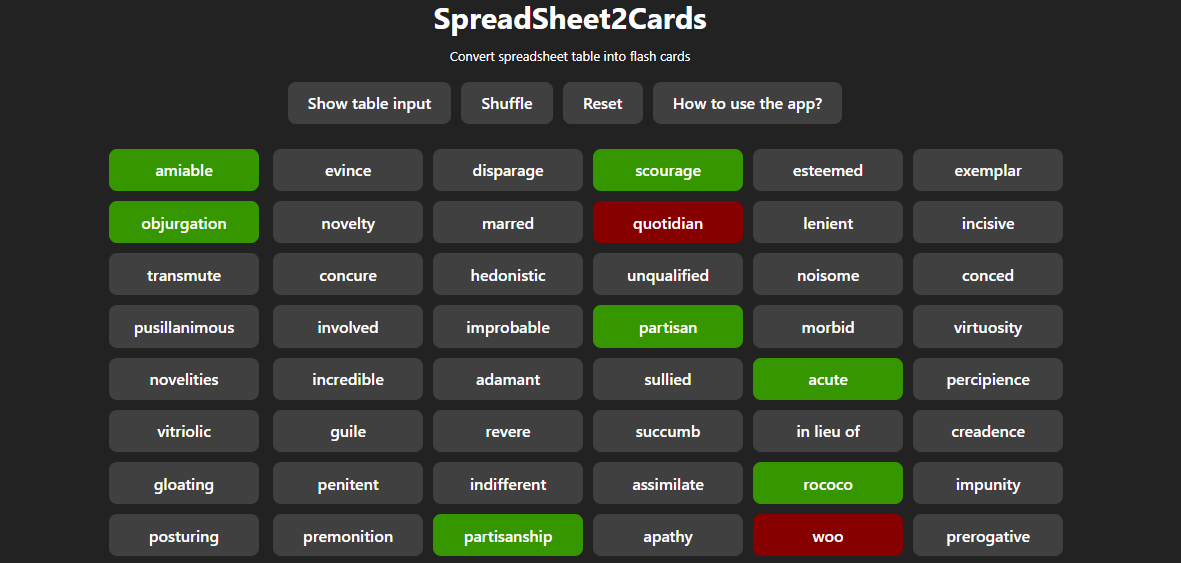 SpreadSheet2Cards
Convert spreadsheet table into flash cards
Show table input Shuffle Reset How to use the app?
amiable evince disparage scourage esteemed exemplar
objurgation novelty marred quotidian lenient incisive
transmute concure hedonistic unqualified noisome conced
pusillanimous involved improbable partisan morbid virtuosity
novelities incredible adamant sullied acute percipience
vitriolic guile revere succumb in lieu of creadence
gloating penitent indifferent assimilate rococo impunity
posturing premonition partisanship apathy woo prerogative